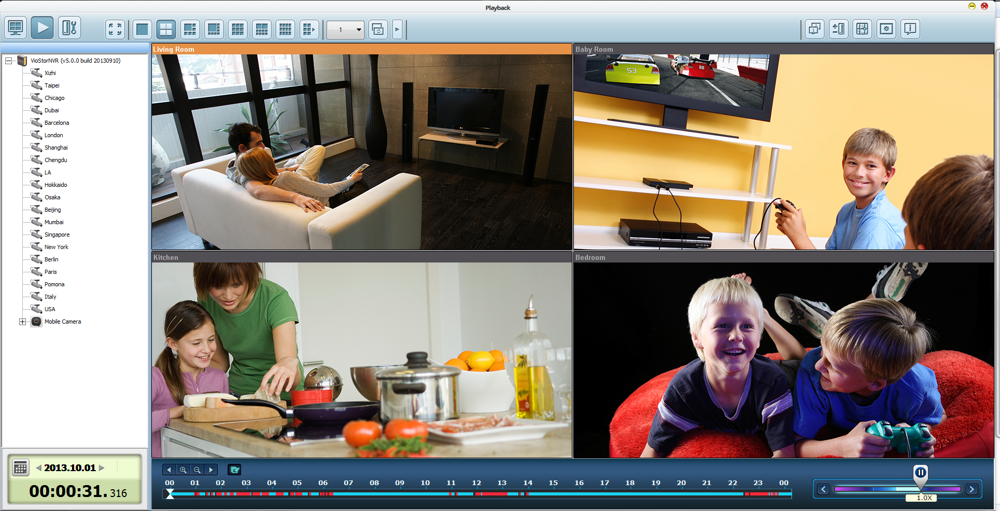 Playback
1
VioStorNVR (v5.0.0 build 20130910)
Xizhi
Taipei
Chicago
Dubai
Barcelona
London
Shanghai
Chengdu
LA
Hokkaido
Osaka
Beijing
Mumbai
Singapore
New York
Berlin
Paris
Pomona
Italy
USA
Mobile Camera
Living Room
Baby Room
53
90
Kitchen
Bedroom
2013.10.01
00:00:31.316
00 01 02 03 04 05 06 07 08 09 10 11 12 13 14 15 16 17 18 19 20 21 22 23 00
1.0X